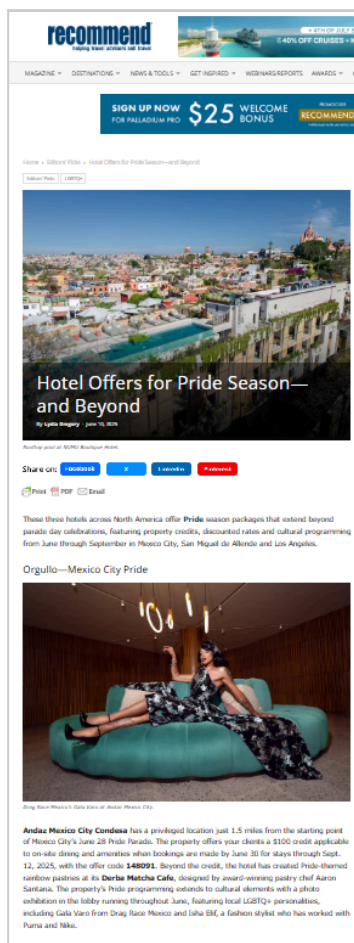 recommend
helping travel advisors sell travel
+ 4TH OF JULY S
40% OFF CRUISES +
MAGAZINE DESTINATIONS NEWS & TOOLS GET INSPIRED WEBINARS/REPORTS AWARDS
SIGN UP NOW
FOR PALLADIUM PRO
$25 WELCOME
BONUS
PROMOCODE
RECOMMEND
Home Editors' Picks Hotel Offers for Pride Season—and Beyond
Editors' Picks LGBTQ+
Hotel Offers for Pride Season—
and Beyond
By Lydia Gregory - June 10, 2025
Rooftop pool at NUMU Boutique Hotel.
Share on: Facebook X Linkedin Pinterest
Print PDF Email
These three hotels across North America offer Pride season packages that extend beyond
parade day celebrations, featuring property credits, discounted rates and cultural programming
from June through September in Mexico City, San Miguel de Allende and Los Angeles.
Orgullo—Mexico City Pride
Drag Race Mexico's Gala Varo at Andaz Mexico City.
Andaz Mexico City Condesa has a privileged location just 1.5 miles from the starting point
of Mexico City's June 28 Pride Parade. The property offers your clients a $100 credit applicable
to on-site dining and amenities when bookings are made by June 30 for stays through Sept.
12, 2025, with the offer code 148091. Beyond the credit, the hotel has created Pride-themed
rainbow pastries at its Derba Matcha Cafe, designed by award-winning pastry chef Aaron
Santana. The property's Pride programming extends to cultural elements with a photo
exhibition in the lobby running throughout June, featuring local LGBTQ+ personalities,
including Gala Varo from Drag Race Mexico and Isha Elif, a fashion stylist who has worked with
Puma and Nike.